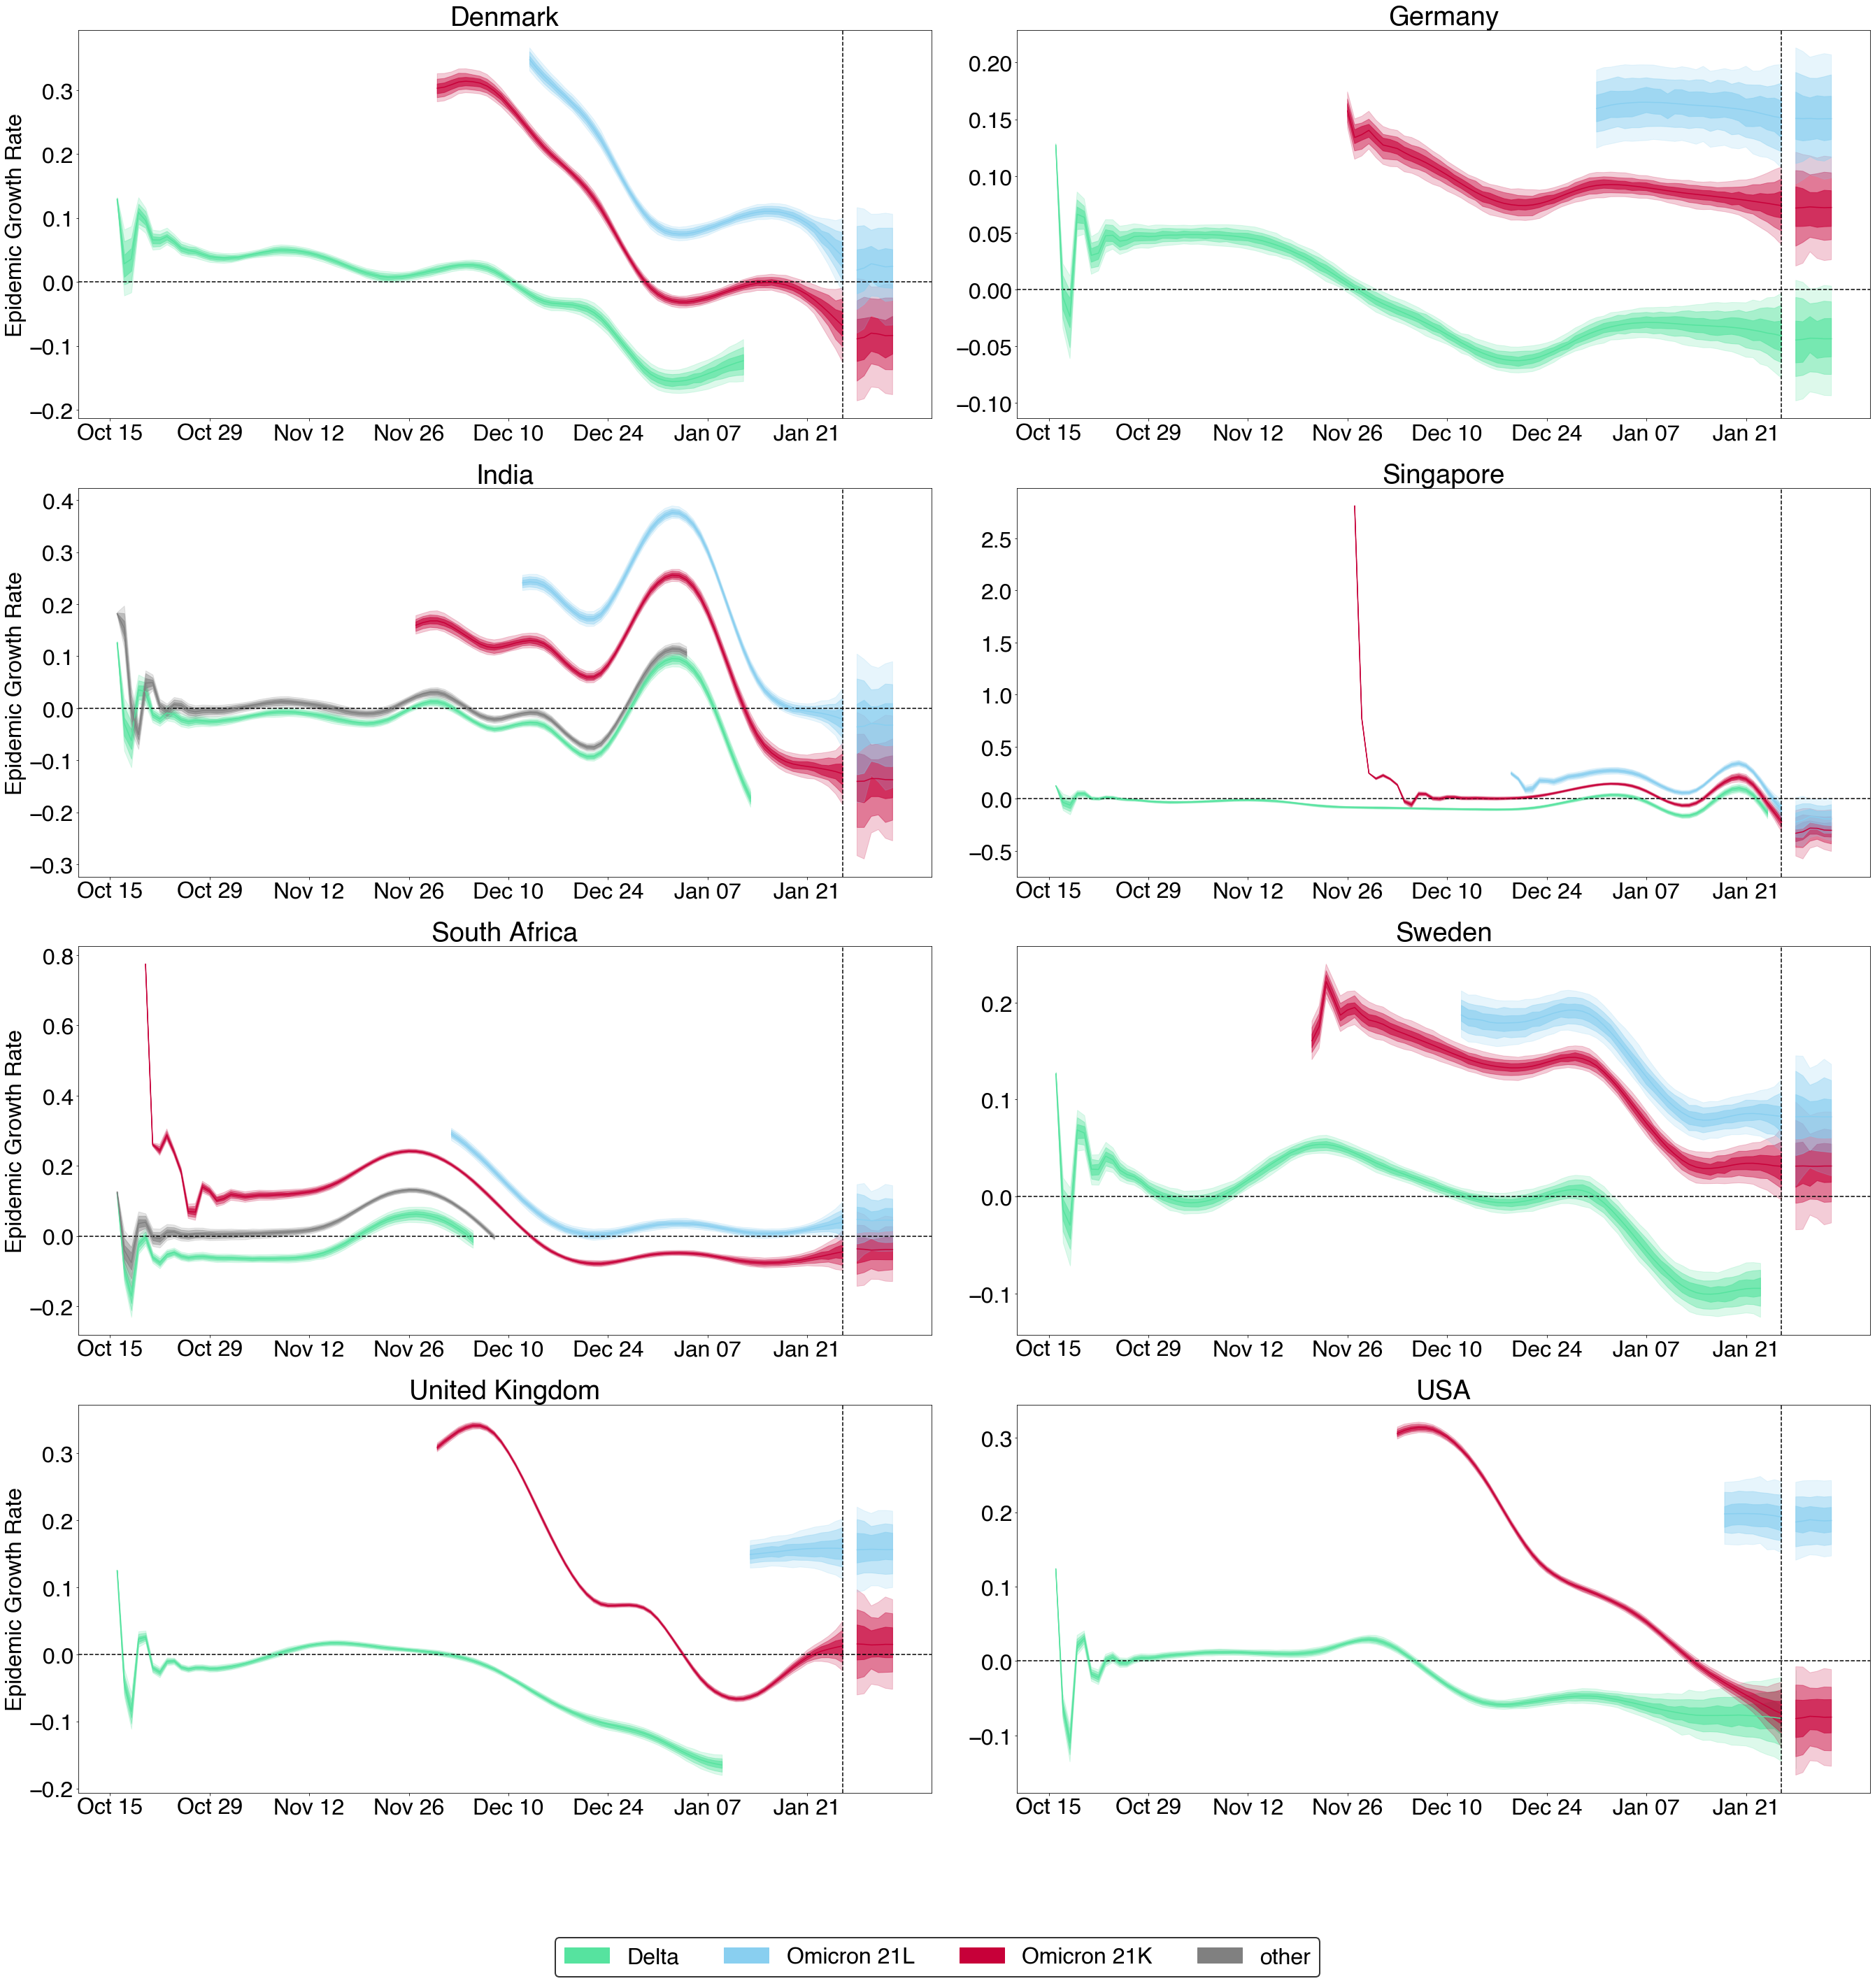 Denmark
Germany
Epidemic Growth Rate
0.3
0.2
0.1
0.0
−0.1
−0.2
Oct 15 Oct 29 Nov 12 Nov 26 Dec 10 Dec 24 Jan 07 Jan 21
0.20
0.15
0.10
0.05
0.00
−0.05
−0.10
Oct 15 Oct 29 Nov 12 Nov 26 Dec 10 Dec 24 Jan 07 Jan 21
India
Singapore
Epidemic Growth Rate
0.4
0.3
0.2
0.1
0.0
−0.1
−0.2
−0.3
Oct 15 Oct 29 Nov 12 Nov 26 Dec 10 Dec 24 Jan 07 Jan 21
2.5
2.0
1.5
1.0
0.5
0.0
−0.5
Oct 15 Oct 29 Nov 12 Nov 26 Dec 10 Dec 24 Jan 07 Jan 21
South Africa
Sweden
Epidemic Growth Rate
0.8
0.6
0.4
0.2
0.0
−0.2
Oct 15 Oct 29 Nov 12 Nov 26 Dec 10 Dec 24 Jan 07 Jan 21
0.2
0.1
0.0
−0.1
Oct 15 Oct 29 Nov 12 Nov 26 Dec 10 Dec 24 Jan 07 Jan 21
United Kingdom
USA
Epidemic Growth Rate
0.3
0.2
0.1
0.0
−0.1
−0.2
Oct 15 Oct 29 Nov 12 Nov 26 Dec 10 Dec 24 Jan 07 Jan 21
0.3
0.2
0.1
0.0
−0.1
Oct 15 Oct 29 Nov 12 Nov 26 Dec 10 Dec 24 Jan 07 Jan 21
Delta Omicron 21L Omicron 21K other